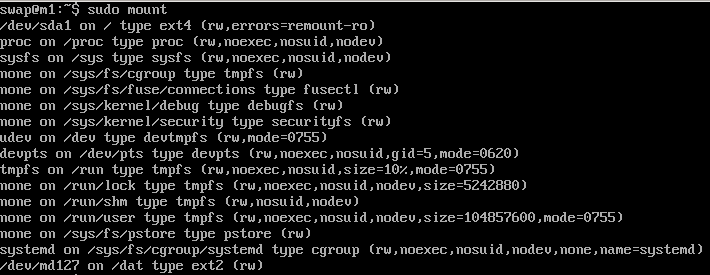 swap@m1:~$ sudo mount
/dev/sda1 on / type ext4 (rw,errors=remount-ro)
proc on /proc type proc (rw,noexec,nosuid,nodev)
sysfs on /sys type sysfs (rw,noexec,nosuid,nodev)
none on /sys/fs/cgroup type tmpfs (rw)
none on /sys/fs/fuse/connections type fusectl (rw)
none on /sys/kernel/debug type debugfs (rw)
none on /sys/kernel/security type securityfs (rw)
udev on /dev type devtmpfs (rw,mode=0755)
devpts on /dev/pts type devpts (rw,noexec,nosuid,gid=5,mode=0620)
tmpfs on /run type tmpfs (rw,noexec,nosuid,size=10%,mode=0755)
none on /run/lock type tmpfs (rw,noexec,nosuid,nodev,size=5242880)
none on /run/shm type tmpfs (rw,nosuid,nodev)
none on /run/user type tmpfs (rw,noexec,nosuid,nodev,size=104857600,mode=0755)
none on /sys/fs/pstore type pstore (rw)
systemd on /sys/fs/cgroup/systemd type cgroup (rw,noexec,nosuid,nodev,none,name=systemd)
/dev/md127 on /dat type ext2 (rw)